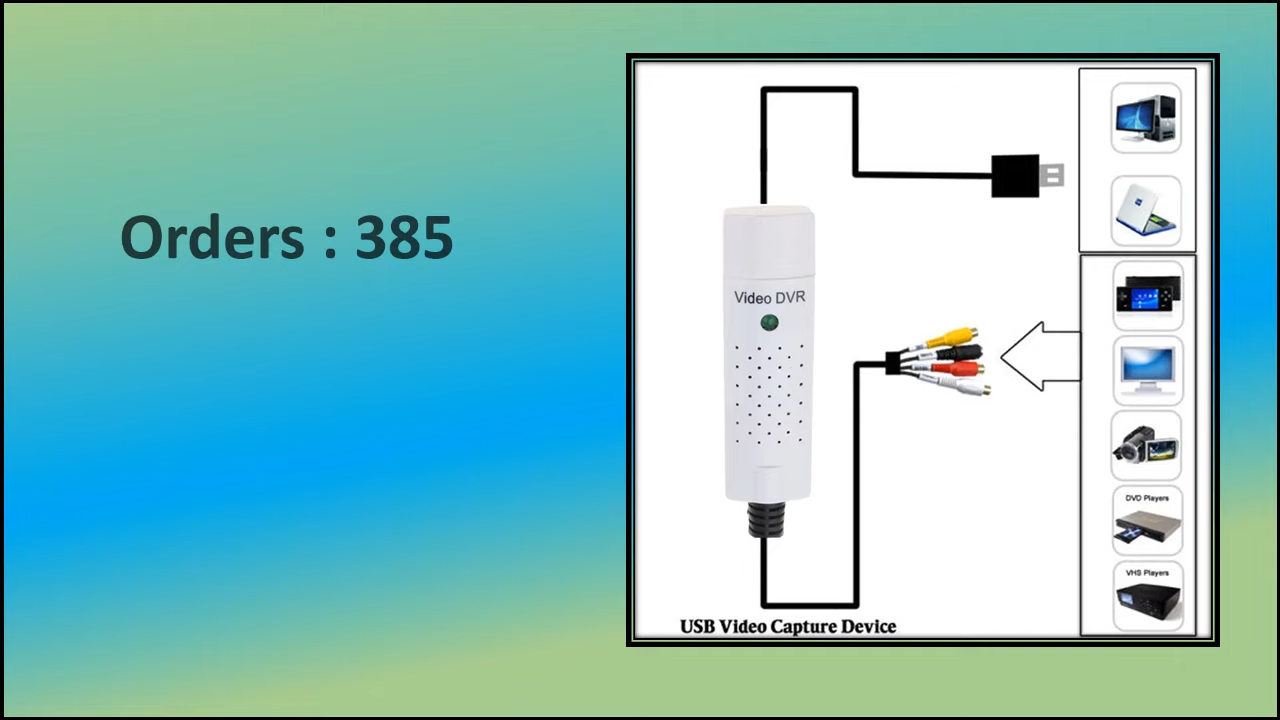 Orders : 385
Video DVR
DVD Players
VHS Players
USB Video Capture Device